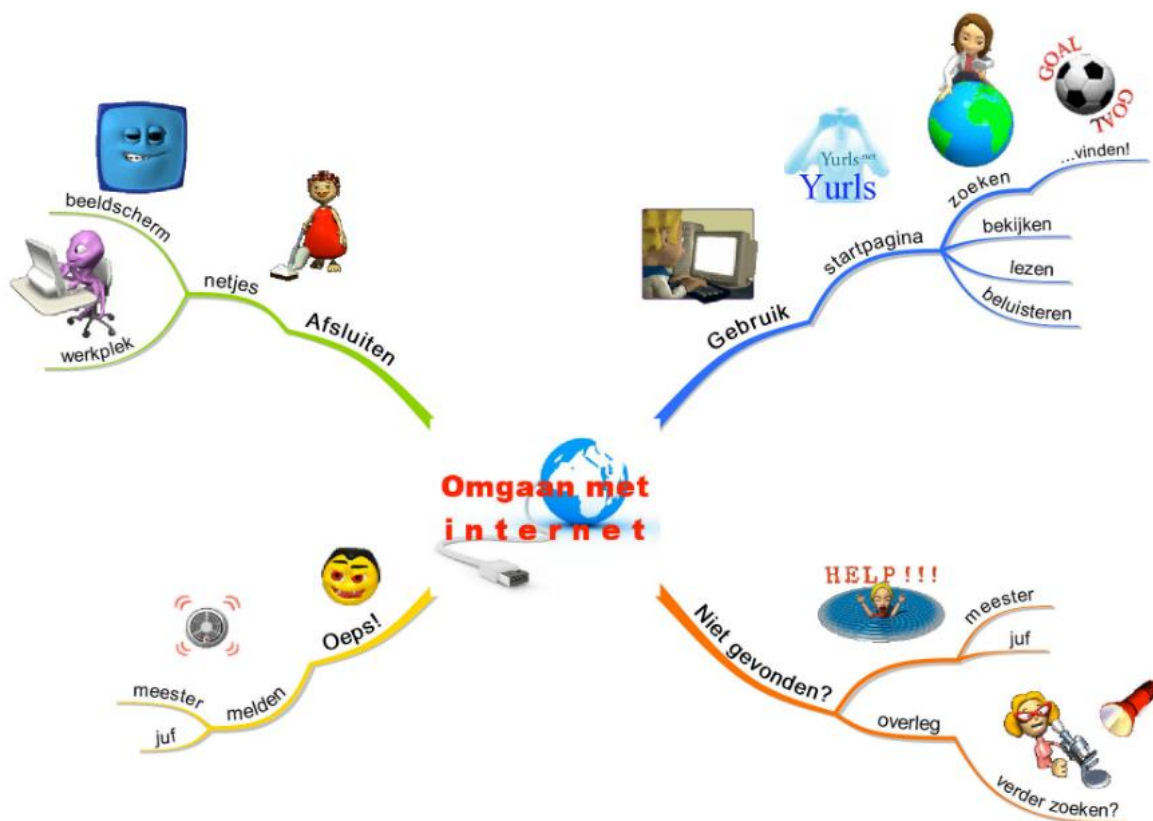 Omgaan met
internet
Gebruik
startpagina
zoeken
...vinden!
bekijken
lezen
beluisteren
Yurls.net
Yurls
GOAL
GOAL
Niet gevonden?
HELP!!!
meester
juf
overleg
verder zoeken?
Oeps!
melden
meester
juf
Afsluiten
netjes
beeldscherm
werkplek